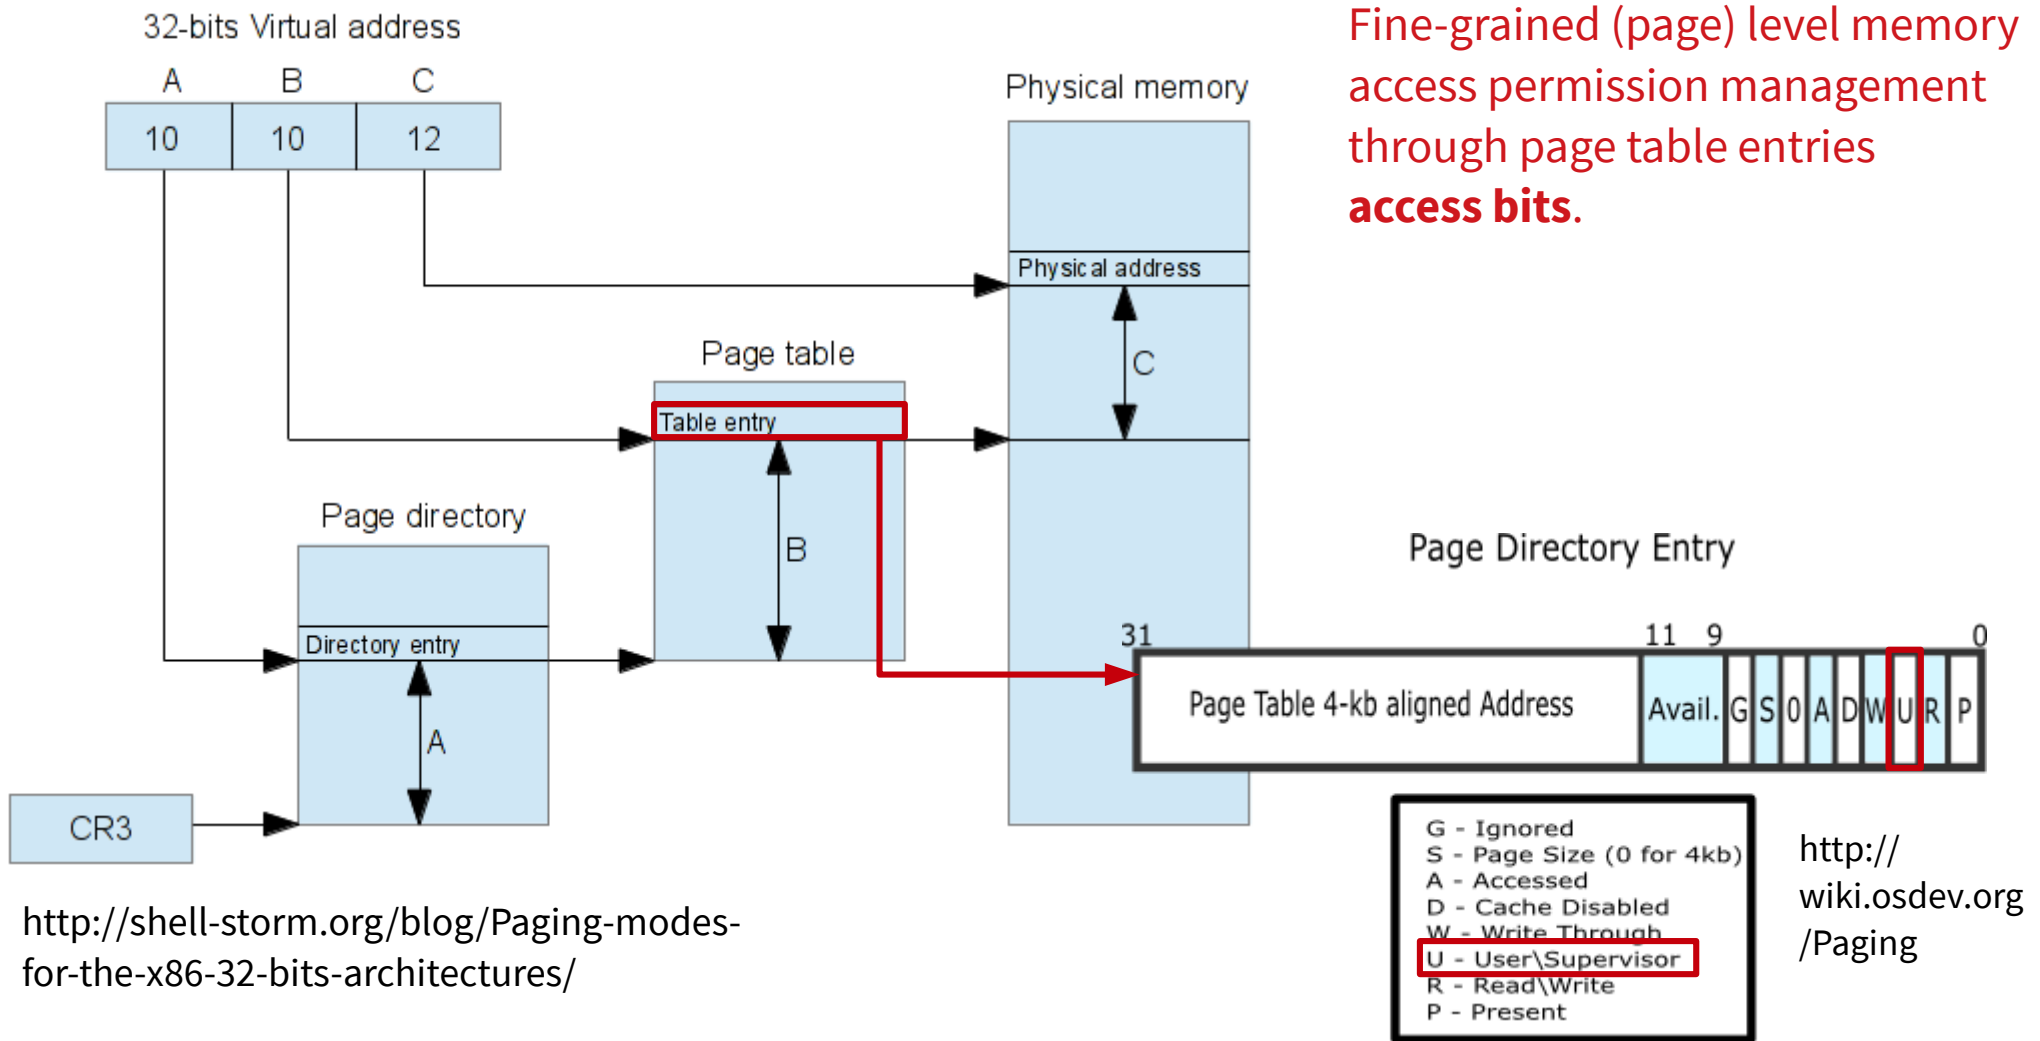 32-bits Virtual address
A B C
10 10 12
Fine-grained (page) level memory
access permission management
through page table entries
access bits.
Physical memory
Physical address
C
Page table
Table entry
B
Page directory
Directory entry
A
CR3
Page Directory Entry
31 11 9 0
Page Table 4-kb aligned Address Avail. G S 0 A D W U R P
G - Ignored
S - Page Size (0 for 4kb)
A - Accessed
D - Cache Disabled
W - Write Through
U - User\Supervisor
R - Read\Write
P - Present
http://shell-storm.org/blog/Paging-modes-
for-the-x86-32-bits-architectures/
http://
wiki.osdev.org
/Paging